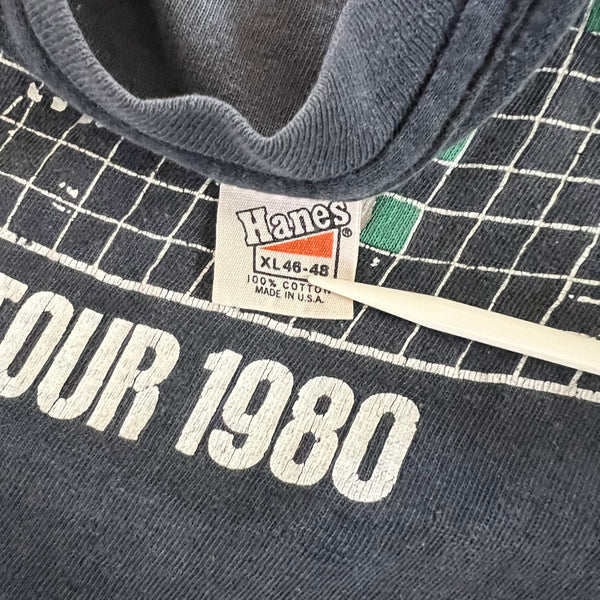 Hanes®
XL 46-48
100% COTTON
MADE IN U.S.A.
TOUR 1980